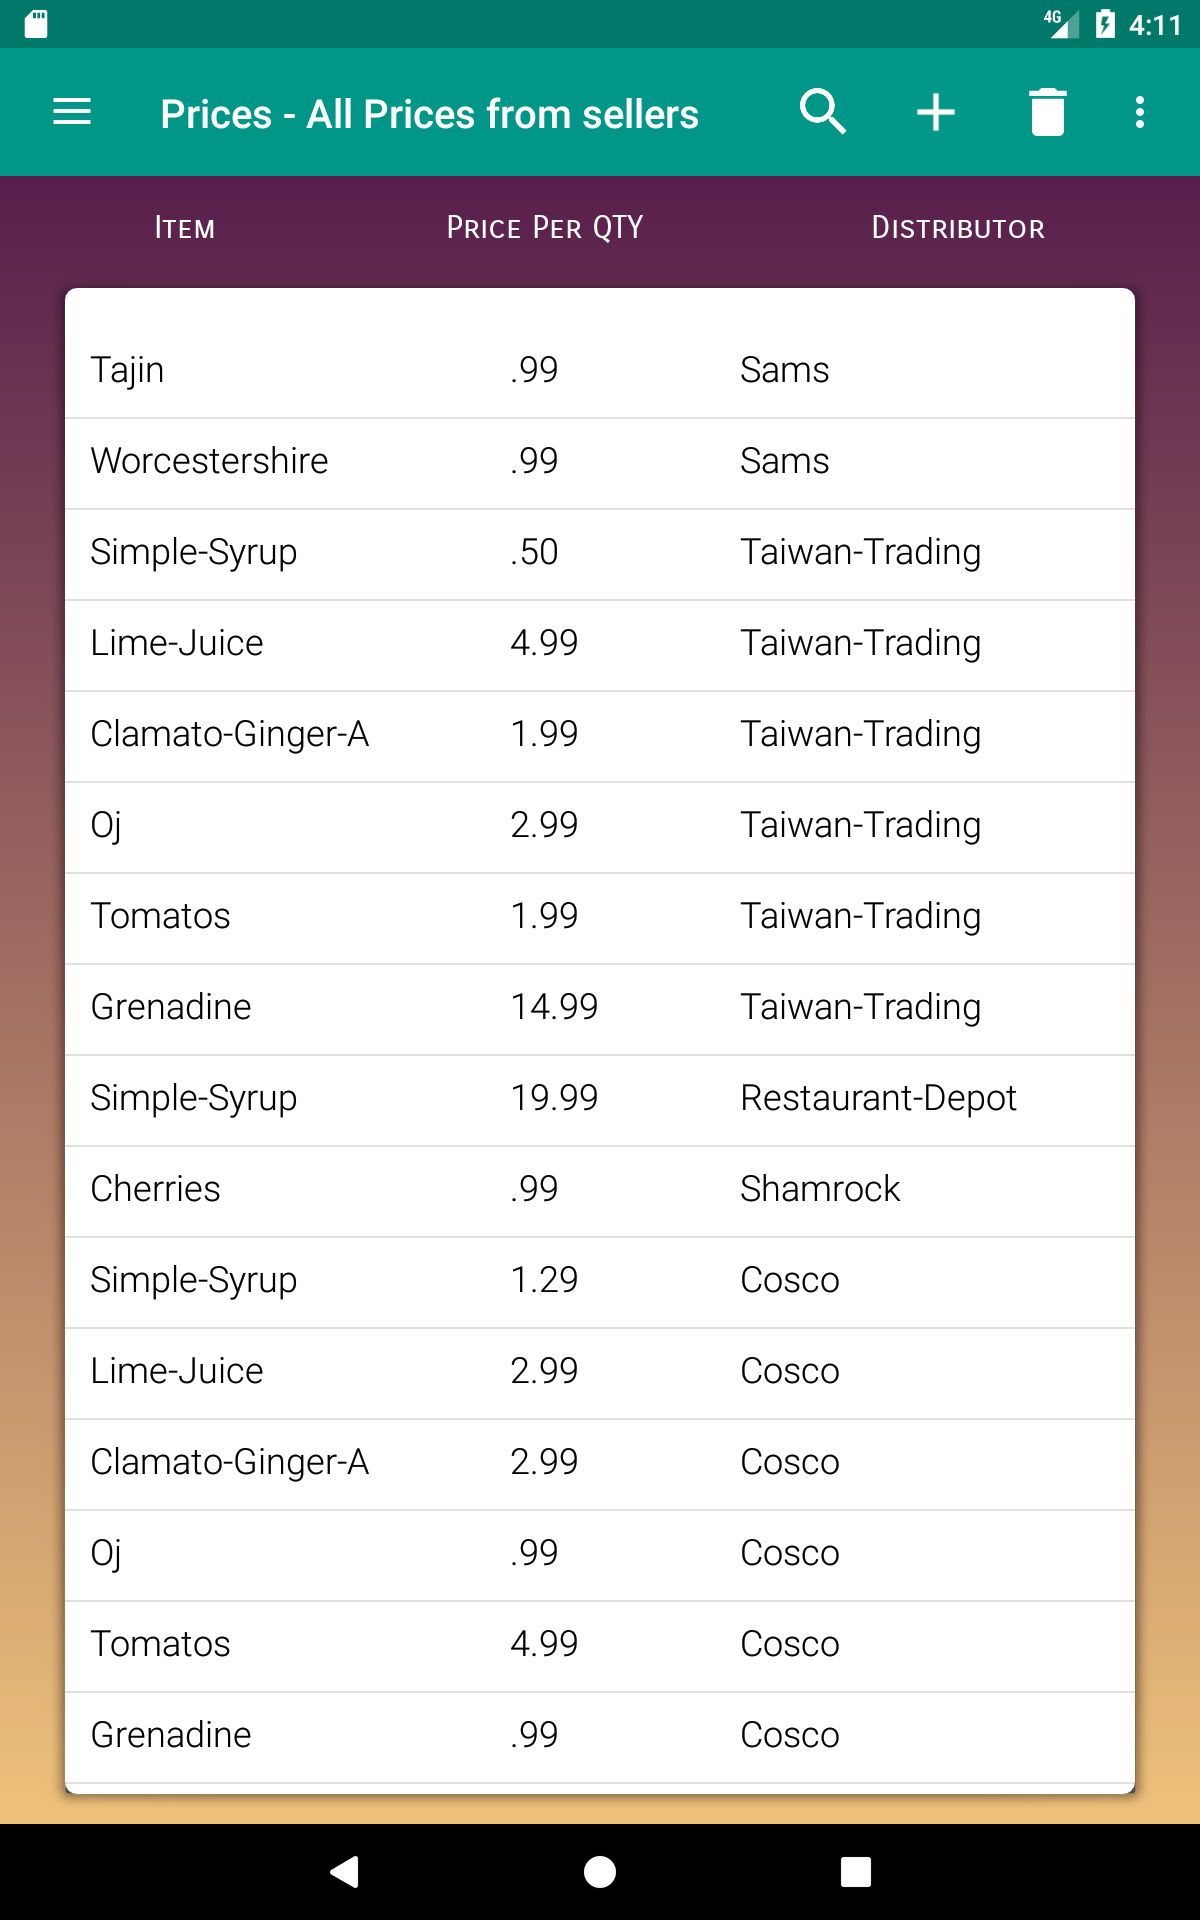 4G 4:11
Prices - All Prices from sellers
Item Price Per QTY Distributor
Tajin .99 Sams
Worcestershire .99 Sams
Simple-Syrup .50 Taiwan-Trading
Lime-Juice 4.99 Taiwan-Trading
Clamato-Ginger-A 1.99 Taiwan-Trading
Oj 2.99 Taiwan-Trading
Tomatos 1.99 Taiwan-Trading
Grenadine 14.99 Taiwan-Trading
Simple-Syrup 19.99 Restaurant-Depot
Cherries .99 Shamrock
Simple-Syrup 1.29 Cosco
Lime-Juice 2.99 Cosco
Clamato-Ginger-A 2.99 Cosco
Oj .99 Cosco
Tomatos 4.99 Cosco
Grenadine .99 Cosco